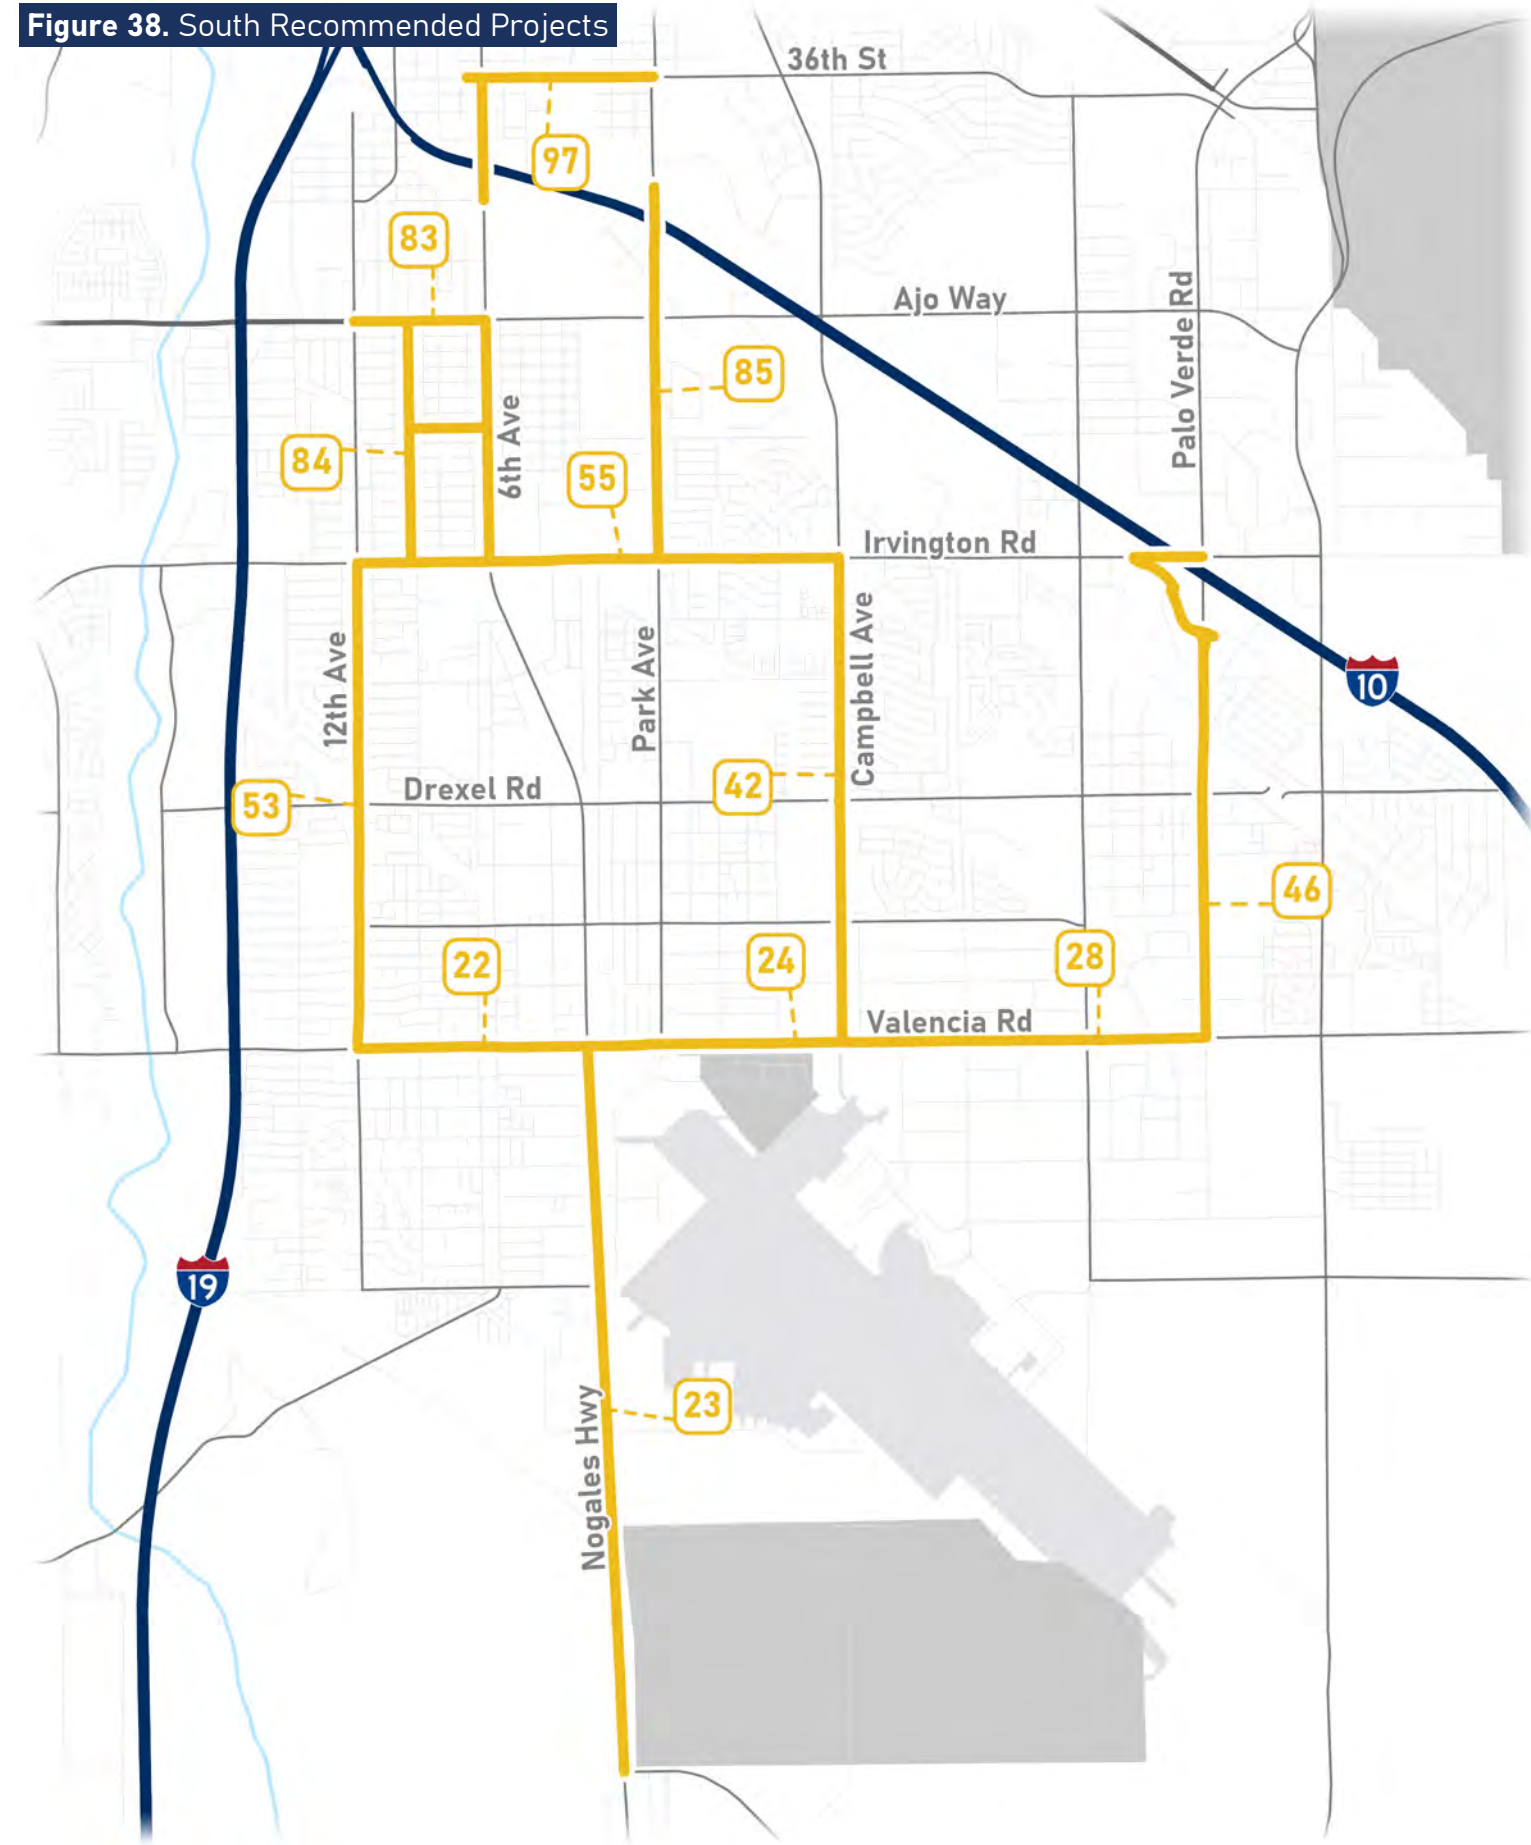 Figure 38. South Recommended Projects
36th St
97
83
Ajo Way
Palo Verde Rd
85
6th Ave
84
55
Irvington Rd
12th Ave
Park Ave
Campbell Ave
10
Drexel Rd
42
53
46
22
24
28
Valencia Rd
19
Nogales Hwy
23